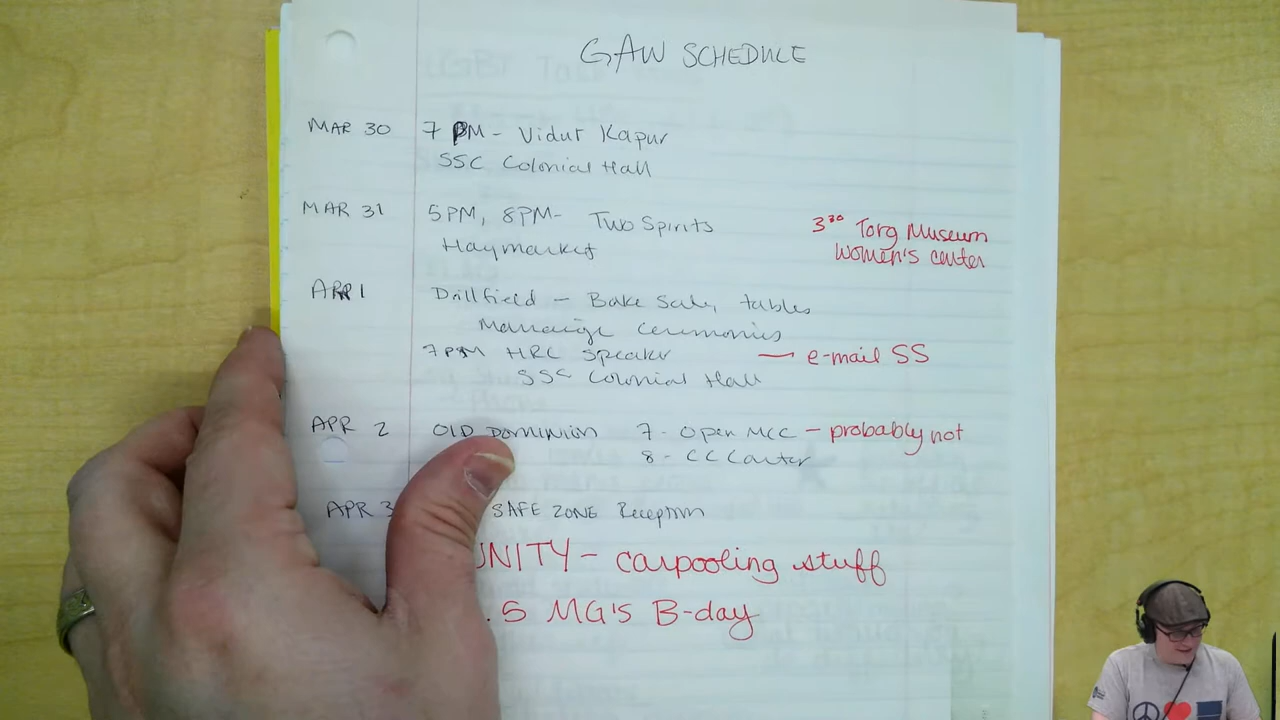 GAW SCHEDULE
MAR 30 7 PM - Vidur Kapur
SSC Colonial Hall
MAR 31 5PM, 8PM- Two Spirits 3³⁰ Torg Museum
Haymarket Women's center
APR 1 Drillfield - Bake Sale, tables
Marraige Ceremonies
7PM HRC Speaker — e-mail SS
SSC Colonial Hall
APR 2 OLD DOMINION 7- Open MCC - probably not
8- CC Cauter
APR 3 SAFE ZONE Reception
UNITY - carpooling stuff
.5 MG's B-day